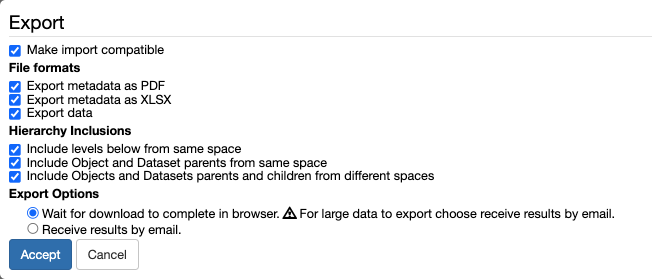 Export
Make import compatible
File formats
Export metadata as PDF
Export metadata as XLSX
Export data
Hierarchy Inclusions
Include levels below from same space
Include Object and Dataset parents from same space
Include Objects and Datasets parents and children from different spaces
Export Options
Wait for download to complete in browser. ⚠ For large data to export choose receive results by email.
Receive results by email.
Accept Cancel